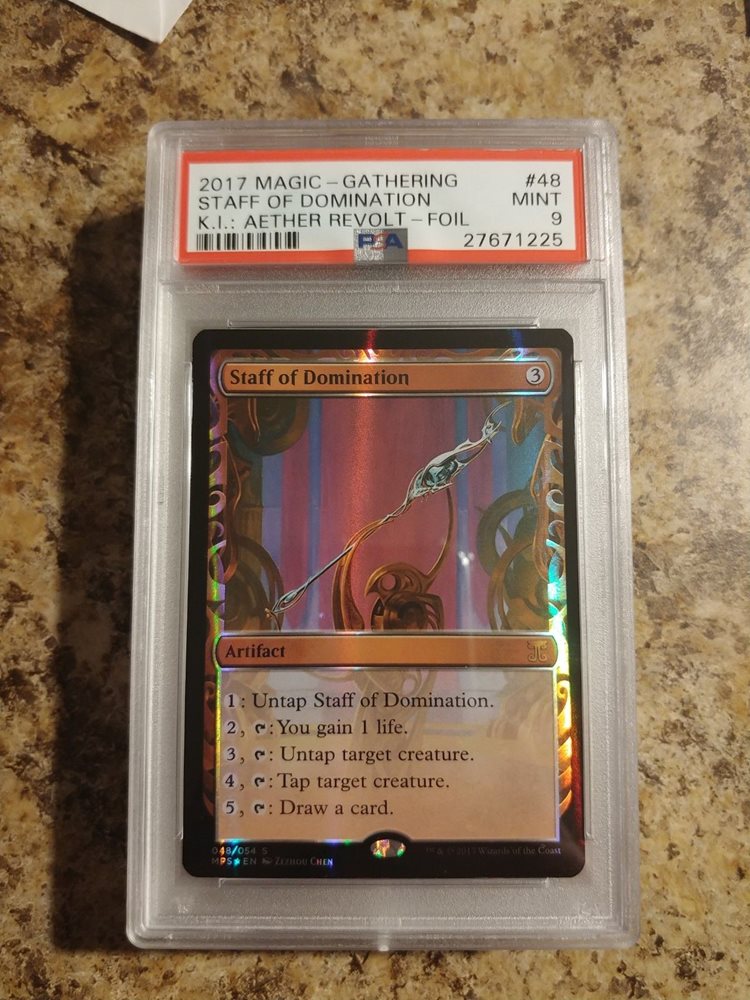 2017 MAGIC - GATHERING #48
STAFF OF DOMINATION MINT
K.I.: AETHER REVOLT - FOIL 9
PSA 27671225
Staff of Domination 3
Artifact
1: Untap Staff of Domination.
2, : You gain 1 life.
3, : Untap target creature.
4, : Tap target creature.
5, : Draw a card.
048/054 S
MPS★EN Zezhou Chen ™ & © 2017 Wizards of the Coast